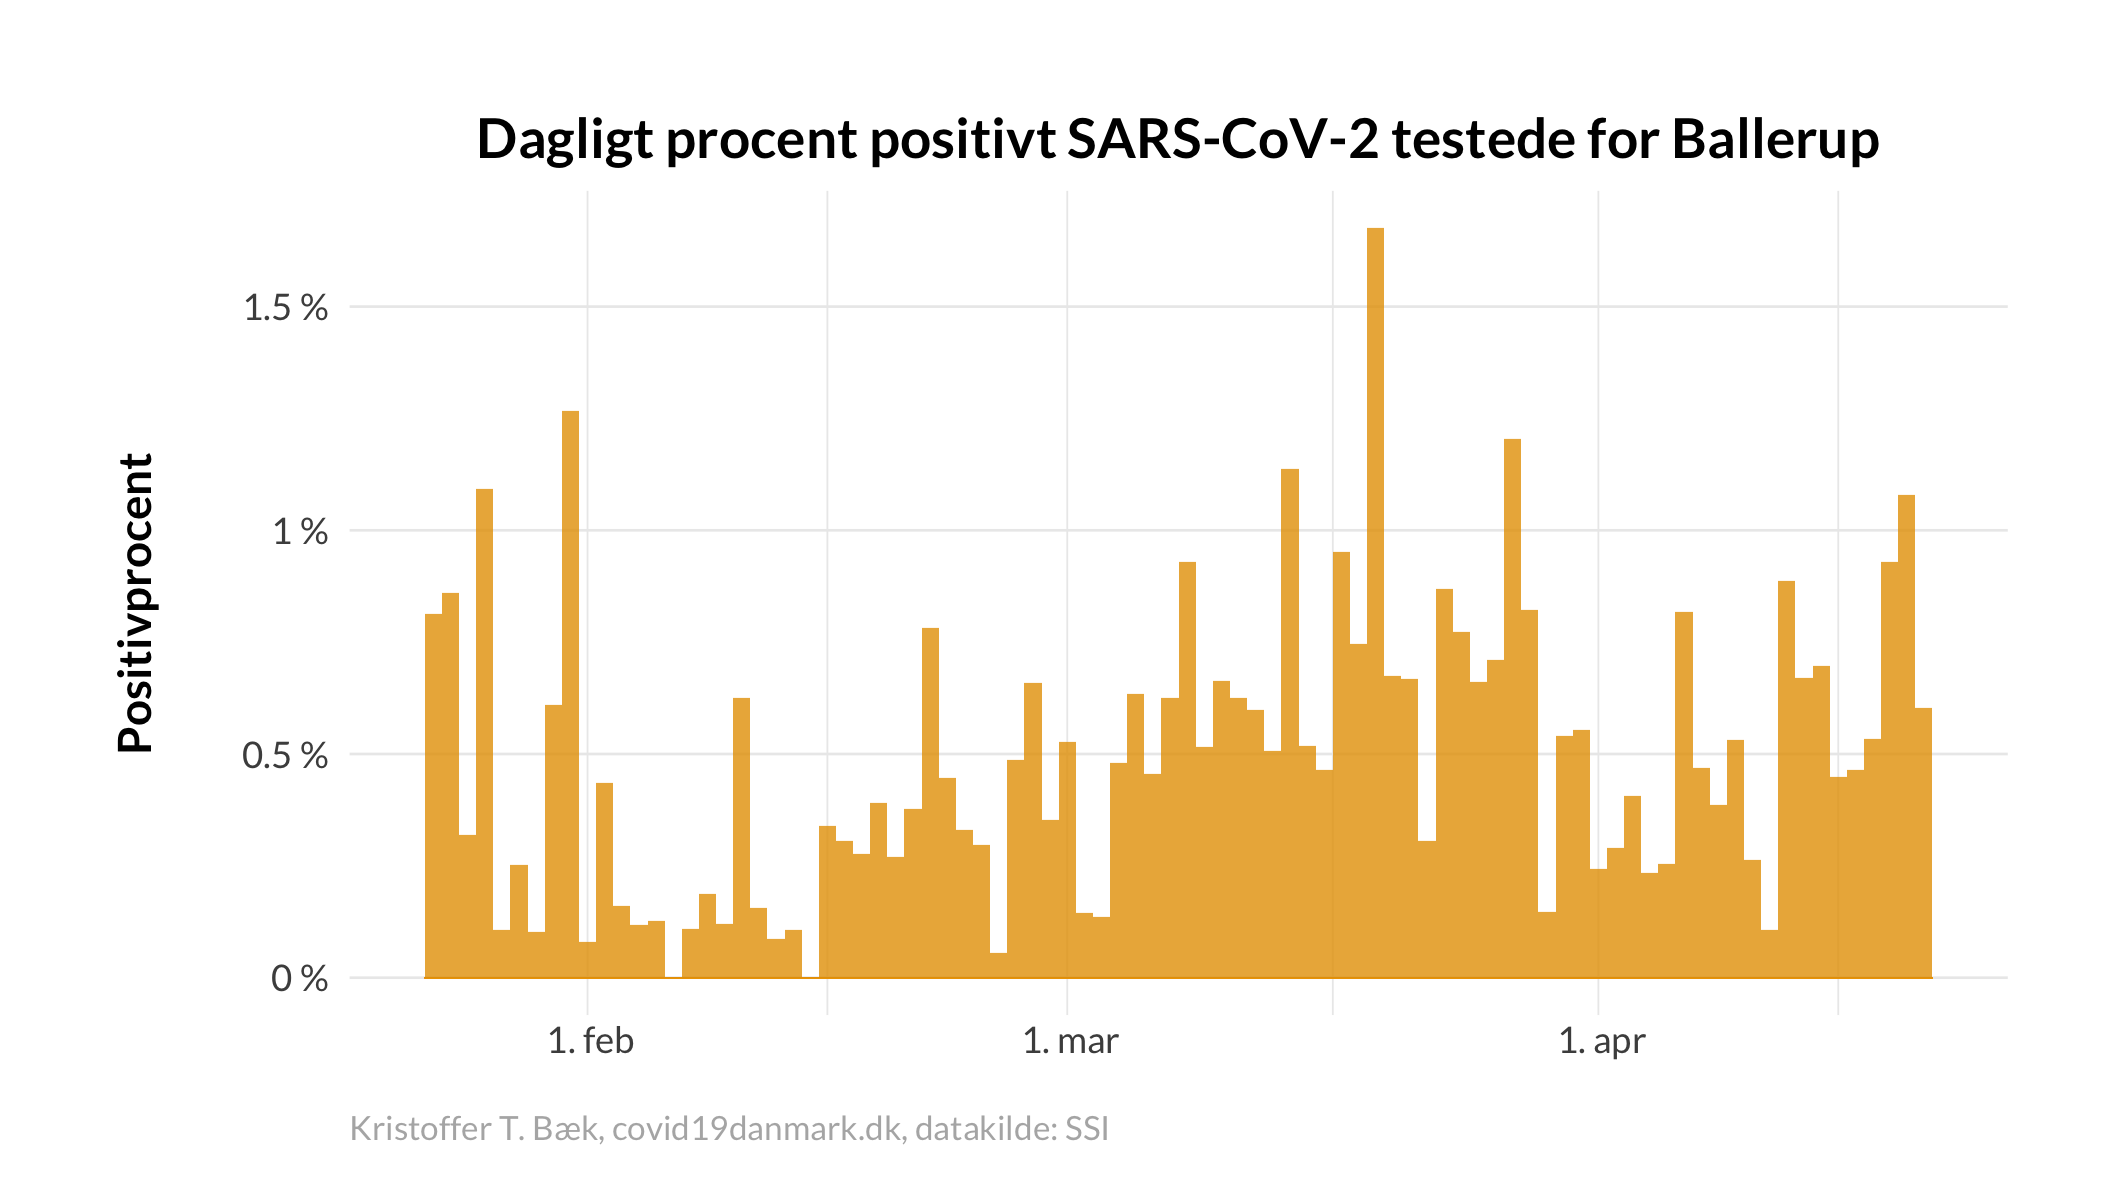 Dagligt procent positivt SARS-CoV-2 testede for Ballerup
Positivprocent
1.5 %
1 %
0.5 %
0 %
1. feb
1. mar
1. apr
Kristoffer T. Bæk, covid19danmark.dk, datakilde: SSI